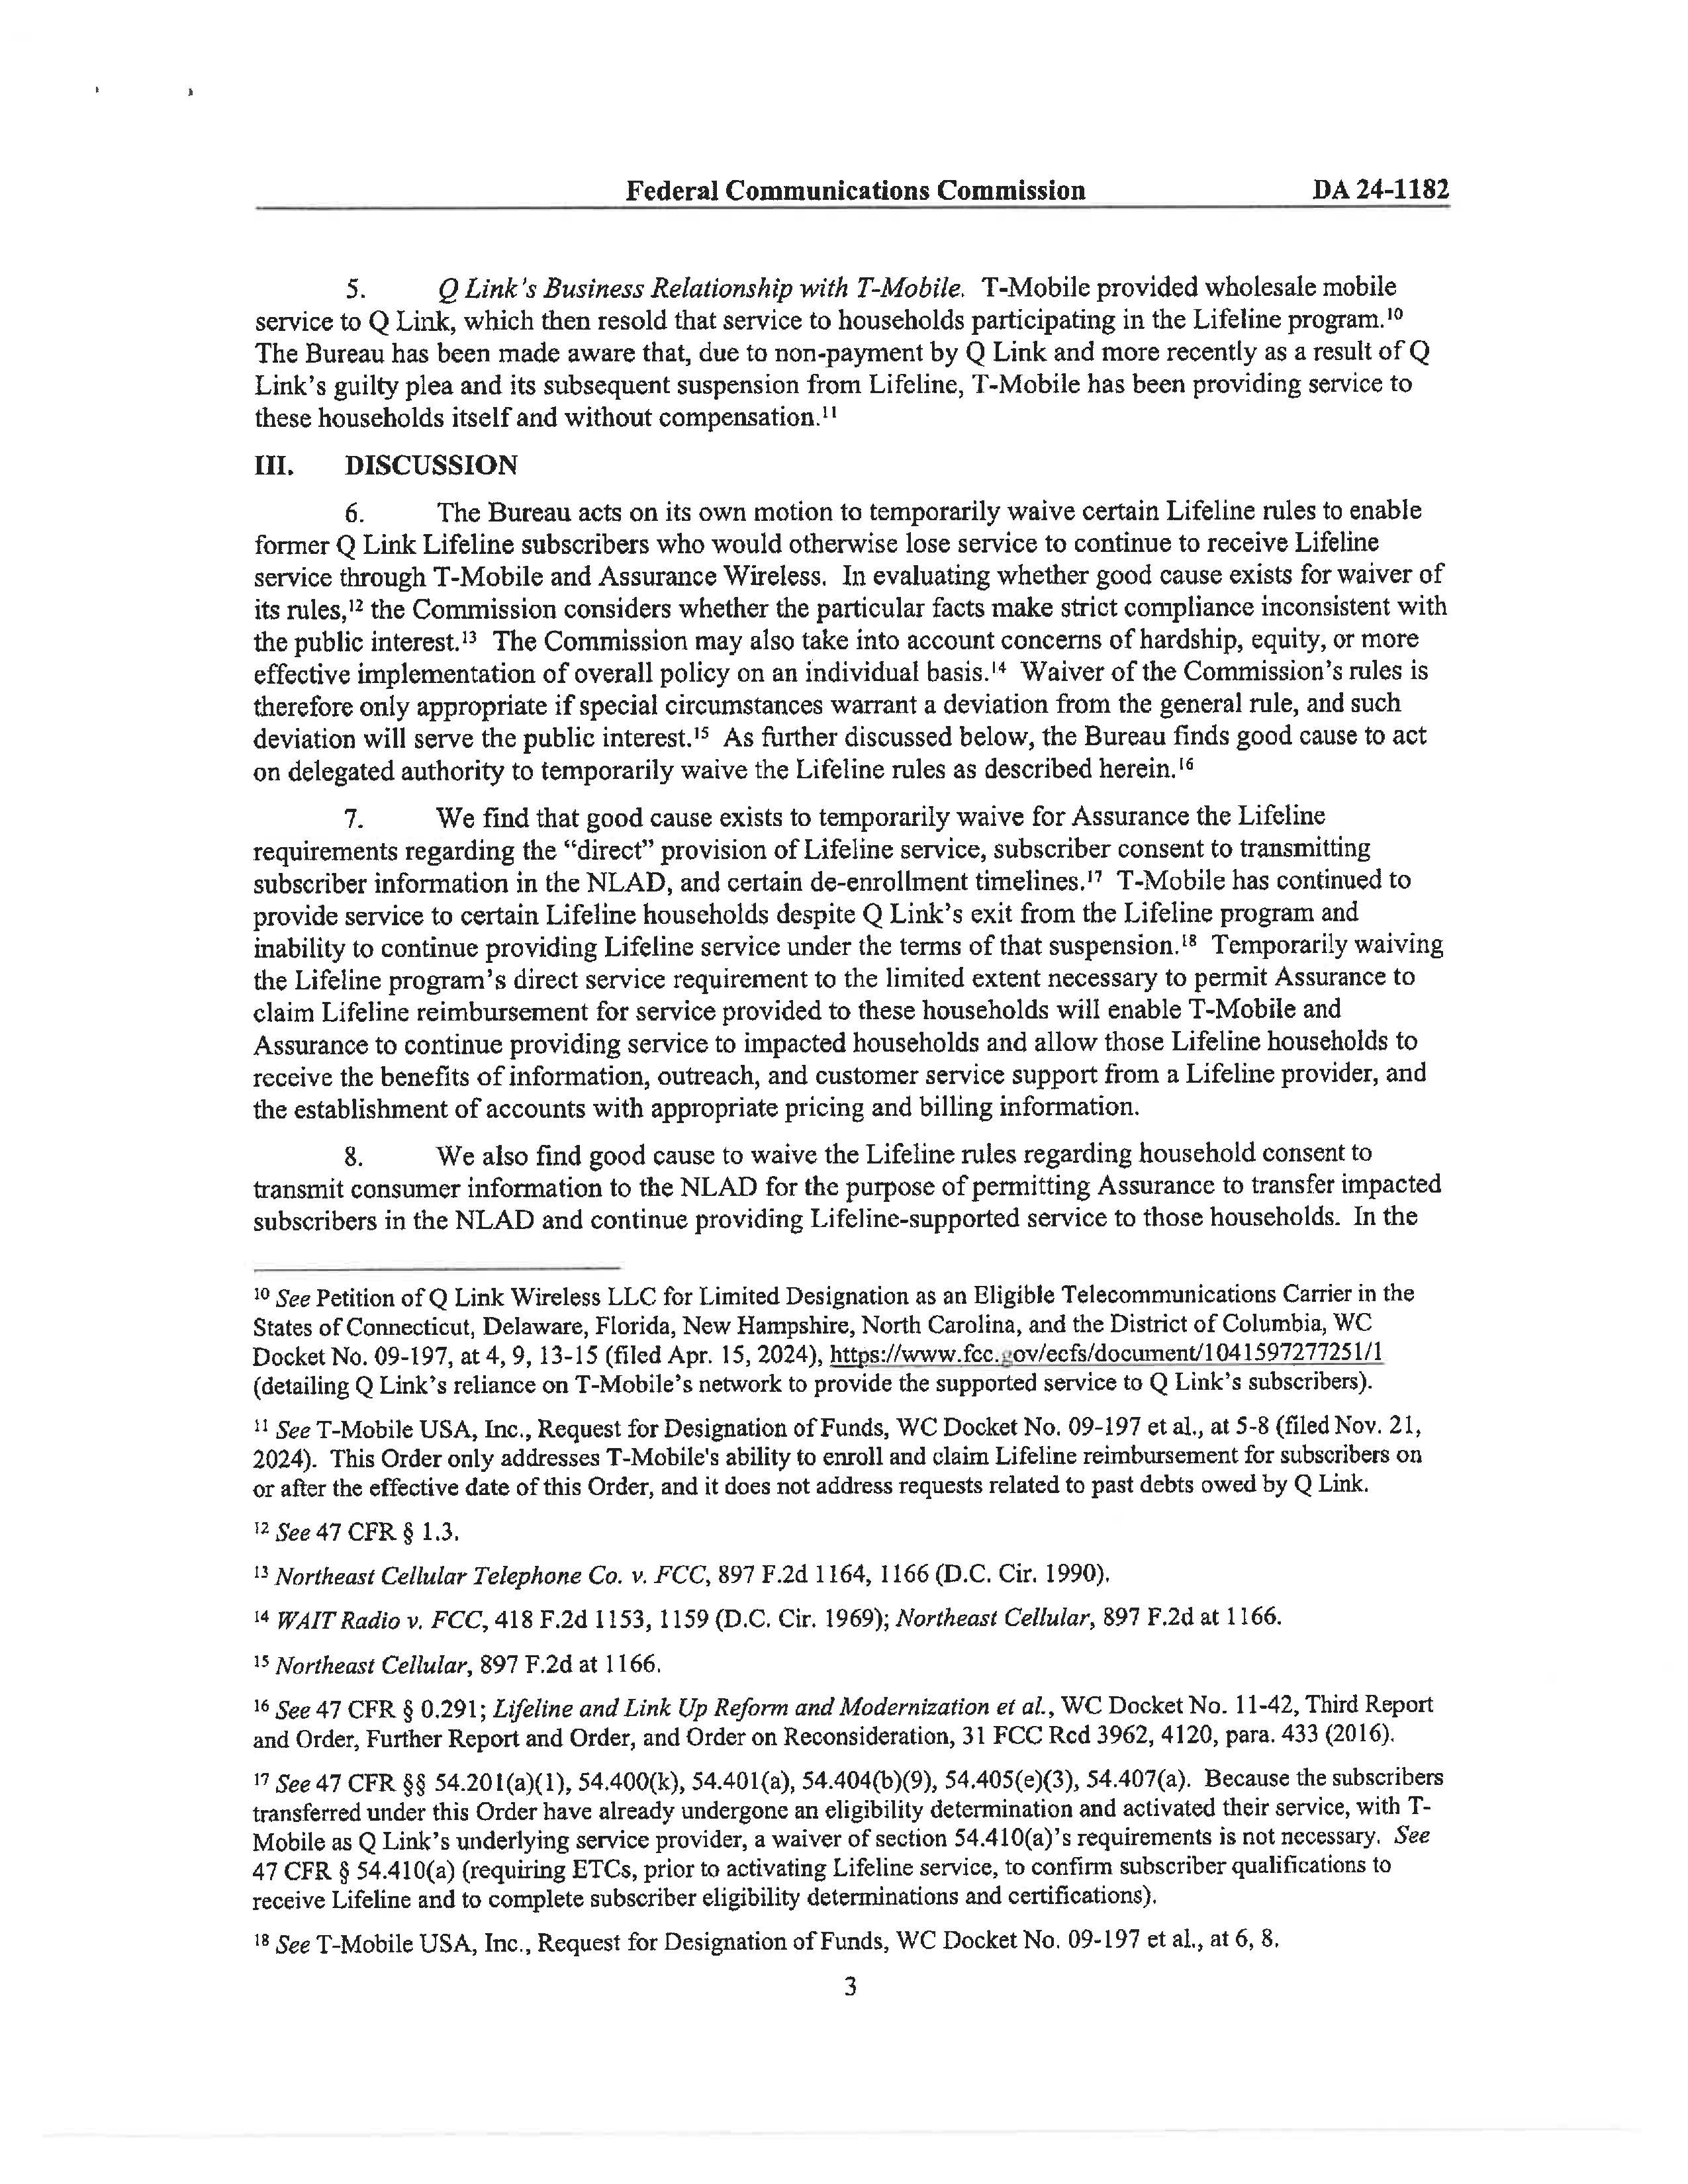 Federal Communications Commission DA 24-1182
5. Q Link's Business Relationship with T-Mobile. T-Mobile provided wholesale mobile
service to Q Link, which then resold that service to households participating in the Lifeline program.10
The Bureau has been made aware that, due to non-payment by Q Link and more recently as a result of Q
Link's guilty plea and its subsequent suspension from Lifeline, T-Mobile has been providing service to
these households itself and without compensation.11
III. DISCUSSION
6. The Bureau acts on its own motion to temporarily waive certain Lifeline rules to enable
former Q Link Lifeline subscribers who would otherwise lose service to continue to receive Lifeline
service through T-Mobile and Assurance Wireless. In evaluating whether good cause exists for waiver of
its rules,12 the Commission considers whether the particular facts make strict compliance inconsistent with
the public interest.13 The Commission may also take into account concerns of hardship, equity, or more
effective implementation of overall policy on an individual basis.14 Waiver of the Commission's rules is
therefore only appropriate if special circumstances warrant a deviation from the general rule, and such
deviation will serve the public interest.15 As further discussed below, the Bureau finds good cause to act
on delegated authority to temporarily waive the Lifeline rules as described herein.16
7. We find that good cause exists to temporarily waive for Assurance the Lifeline
requirements regarding the “direct” provision of Lifeline service, subscriber consent to transmitting
subscriber information in the NLAD, and certain de-enrollment timelines.17 T-Mobile has continued to
provide service to certain Lifeline households despite Q Link's exit from the Lifeline program and
inability to continue providing Lifeline service under the terms of that suspension.18 Temporarily waiving
the Lifeline program's direct service requirement to the limited extent necessary to permit Assurance to
claim Lifeline reimbursement for service provided to these households will enable T-Mobile and
Assurance to continue providing service to impacted households and allow those Lifeline households to
receive the benefits of information, outreach, and customer service support from a Lifeline provider, and
the establishment of accounts with appropriate pricing and billing information.
8. We also find good cause to waive the Lifeline rules regarding household consent to
transmit consumer information to the NLAD for the purpose of permitting Assurance to transfer impacted
subscribers in the NLAD and continue providing Lifeline-supported service to those households. In the
10 See Petition of Q Link Wireless LLC for Limited Designation as an Eligible Telecommunications Carrier in the
States of Connecticut, Delaware, Florida, New Hampshire, North Carolina, and the District of Columbia, WC
Docket No. 09-197, at 4, 9, 13-15 (filed Apr. 15, 2024), https://www.fcc.gov/ecfs/document/1041597277251/1
(detailing Q Link's reliance on T-Mobile's network to provide the supported service to Q Link's subscribers).
11 See T-Mobile USA, Inc., Request for Designation of Funds, WC Docket No. 09-197 et al., at 5-8 (filed Nov. 21,
2024). This Order only addresses T-Mobile's ability to enroll and claim Lifeline reimbursement for subscribers on
or after the effective date of this Order, and it does not address requests related to past debts owed by Q Link.
12 See 47 CFR § 1.3.
13 Northeast Cellular Telephone Co. v. FCC, 897 F.2d 1164, 1166 (D.C. Cir. 1990).
14 WAIT Radio v. FCC, 418 F.2d 1153, 1159 (D.C. Cir. 1969); Northeast Cellular, 897 F.2d at 1166.
15 Northeast Cellular, 897 F.2d at 1166.
16 See 47 CFR § 0.291; Lifeline and Link Up Reform and Modernization et al., WC Docket No. 11-42, Third Report
and Order, Further Report and Order, and Order on Reconsideration, 31 FCC Rcd 3962, 4120, para. 433 (2016).
17 See 47 CFR §§ 54.201(a)(1), 54.400(k), 54.401(a), 54.404(b)(9), 54.405(e)(3), 54.407(a). Because the subscribers
transferred under this Order have already undergone an eligibility determination and activated their service, with T-
Mobile as Q Link's underlying service provider, a waiver of section 54.410(a)'s requirements is not necessary. See
47 CFR § 54.410(a) (requiring ETCs, prior to activating Lifeline service, to confirm subscriber qualifications to
receive Lifeline and to complete subscriber eligibility determinations and certifications).
18 See T-Mobile USA, Inc., Request for Designation of Funds, WC Docket No. 09-197 et al., at 6, 8.
3